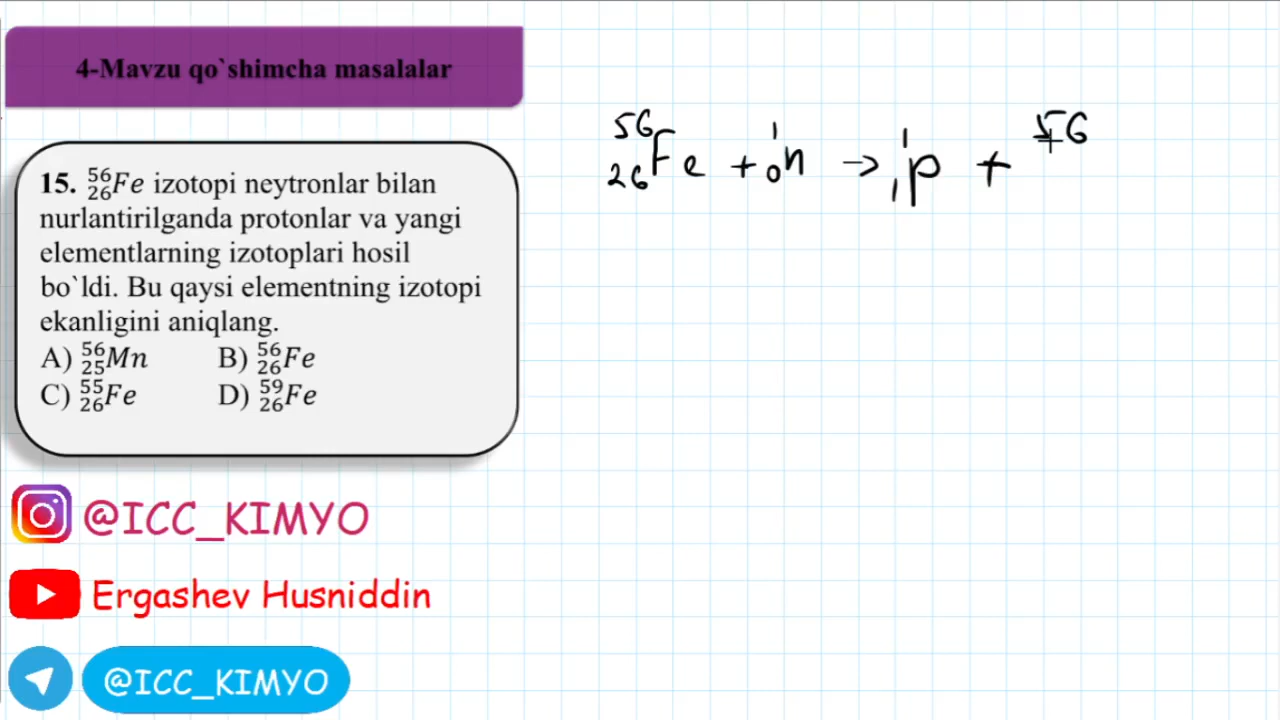 4-Mavzu qo`shimcha masalalar
15. ⁵⁶₂₆Fe izotopi neytronlar bilan
nurlantirilganda protonlar va yangi
elementlarning izotoplari hosil
bo`ldi. Bu qaysi elementning izotopi
ekanligini aniqlang.
A) ⁵⁶₂₅Mn B) ⁵⁶₂₆Fe
C) ⁵⁵₂₆Fe D) ⁵⁹₂₆Fe
⁵⁶₂₆Fe + ¹₀n → ¹₁p + ⁵⁶
@ICC_KIMYO
Ergashev Husniddin
@ICC_KIMYO